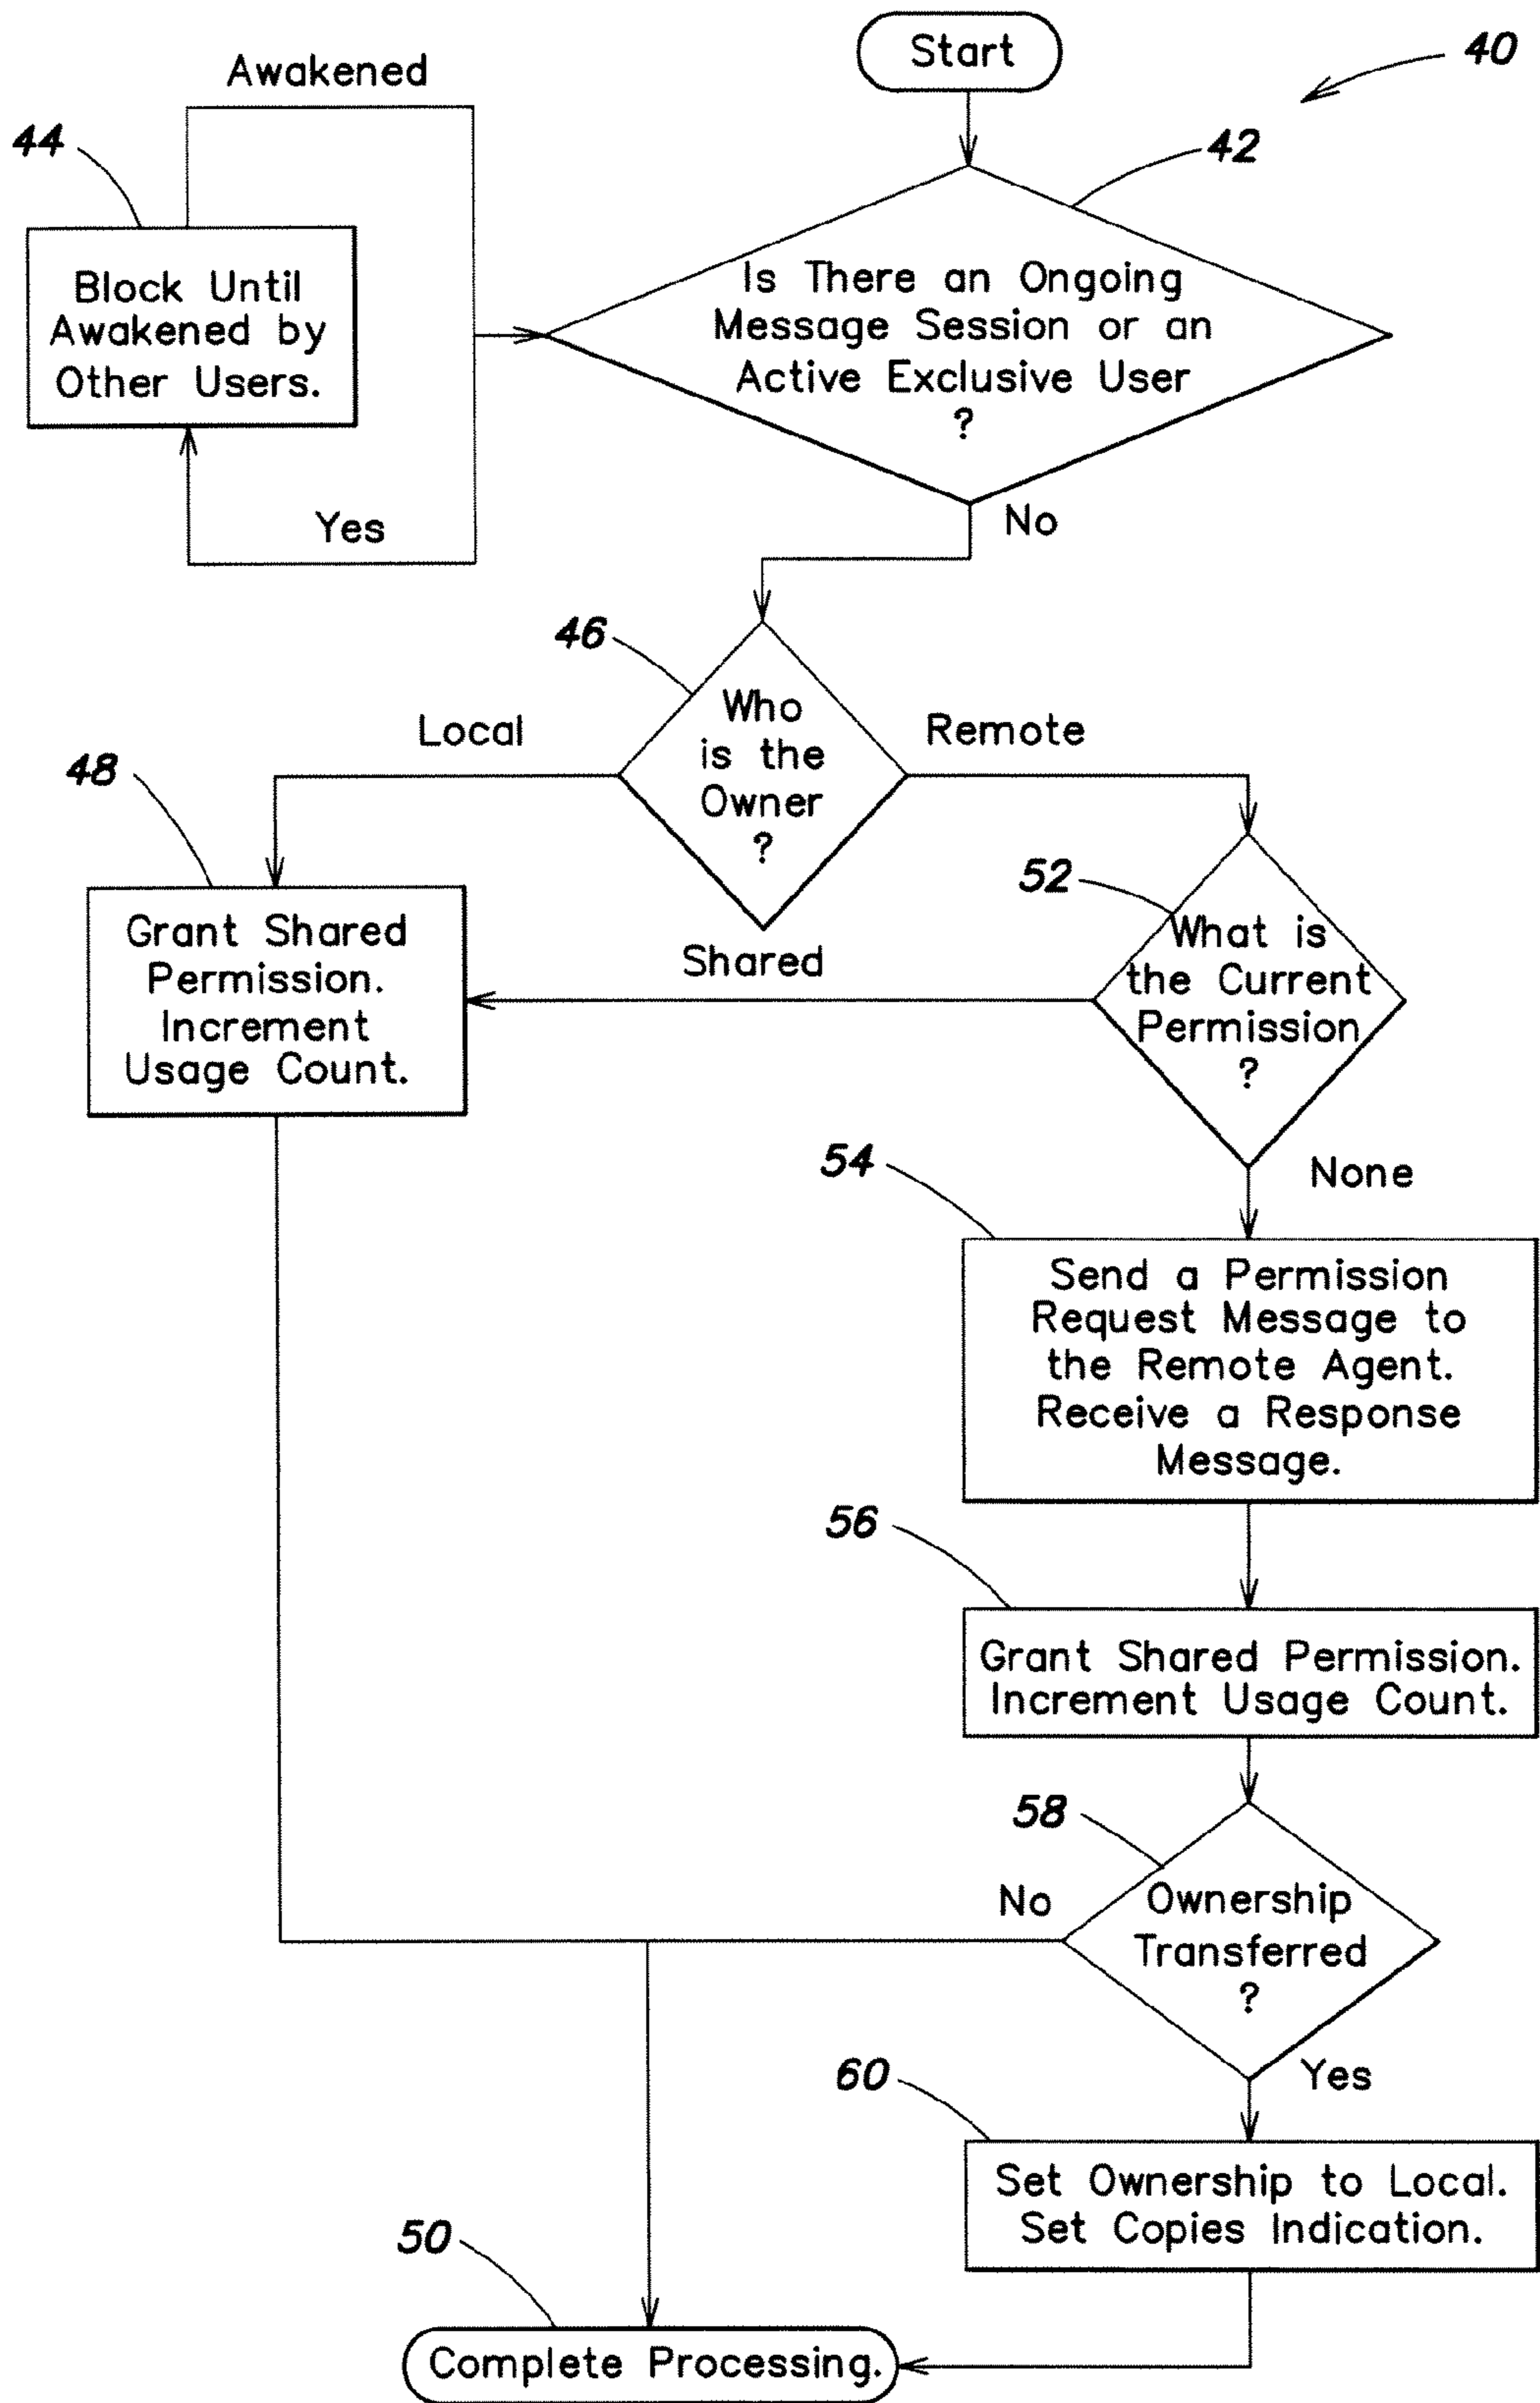 Start
40
Awakened
44
42
Block Until
Awakened by
Other Users.
Is There an Ongoing
Message Session or an
Active Exclusive User
?
Yes
No
46
Who
is the
Owner
?
Local
Remote
48
52
Grant Shared
Permission.
Increment
Usage Count.
Shared
What is
the Current
Permission
?
None
54
Send a Permission
Request Message to
the Remote Agent.
Receive a Response
Message.
56
Grant Shared Permission.
Increment Usage Count.
58
No
Ownership
Transferred
?
Yes
60
Set Ownership to Local.
Set Copies Indication.
50
Complete Processing.